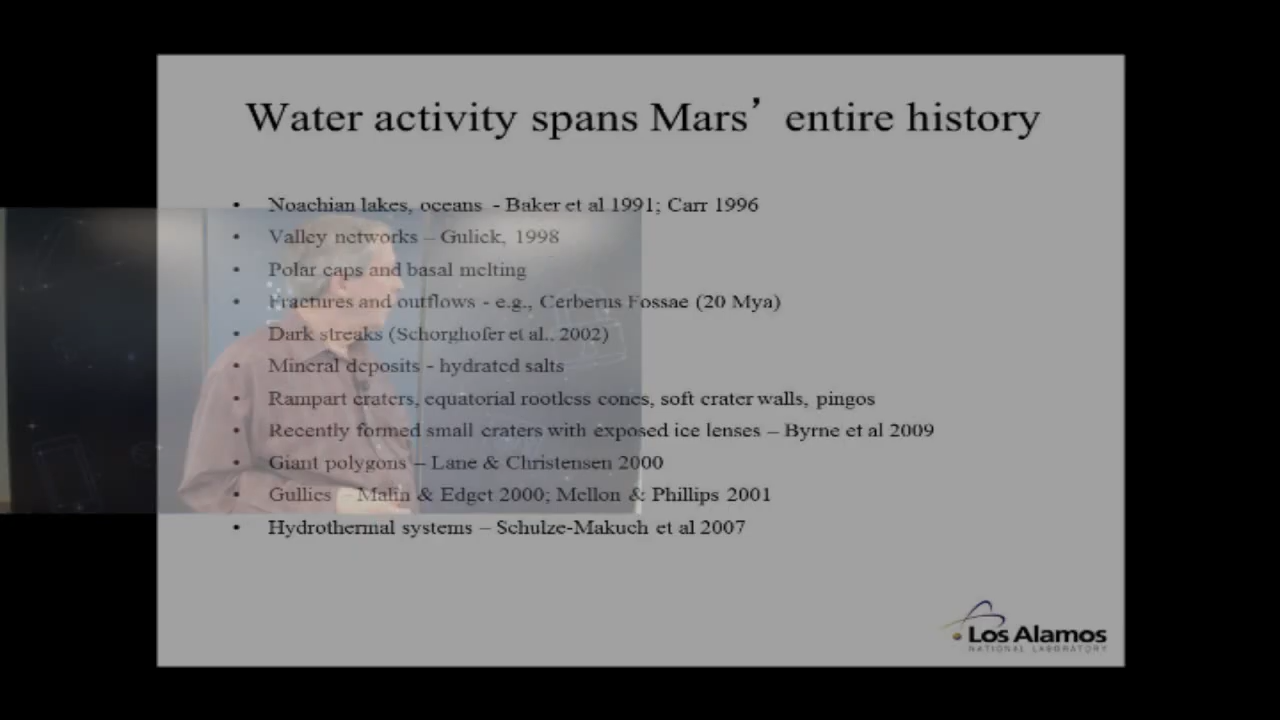 Water activity spans Mars’ entire history
• Noachian lakes, oceans - Baker et al 1991; Carr 1996
• Valley networks – Gulick, 1998
• Polar caps and basal melting
• Fractures and outflows - e.g., Cerberus Fossae (20 Mya)
• Dark streaks (Schorghofer et al.. 2002)
• Mineral deposits - hydrated salts
• Rampart craters, equatorial rootless cones, soft crater walls, pingos
• Recently formed small craters with exposed ice lenses – Byrne et al 2009
• Giant polygons – Lane & Christensen 2000
• Gullies – Malin & Edget 2000; Mellon & Phillips 2001
• Hydrothermal systems – Schulze-Makuch et al 2007
Los Alamos
NATIONAL LABORATORY